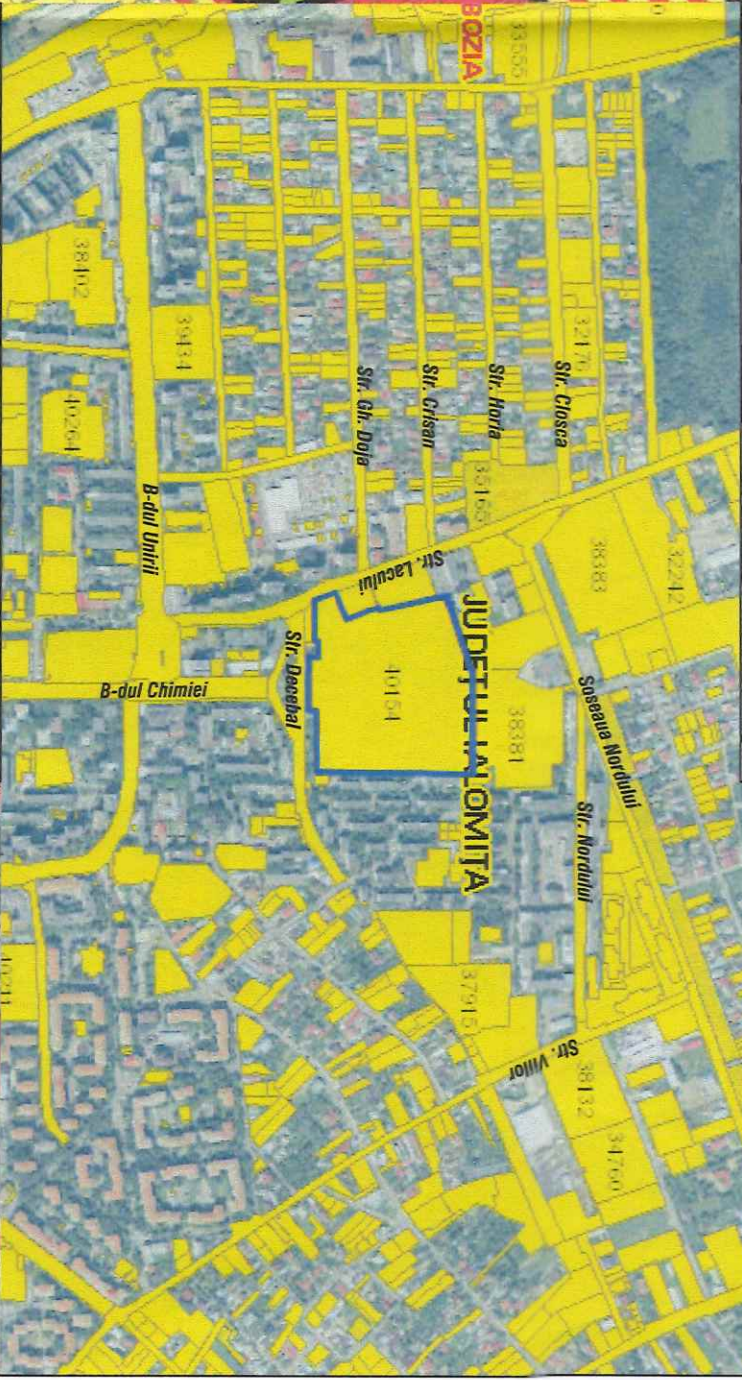 BOZIA
33555
38402
39434
40264
32176
Str. Closca
Str. Horia
Str. Crisan
Str. Gh. Doja
35165
B-dul Unirii
Str. Lacului
38383
32242
JUDEȚUL IALOMIȚA
Str. Decebal
B-dul Chimiei
40154
38381
Soseaua Nordului
Str. Nordului
37915
Str. Viilor
38132
34760